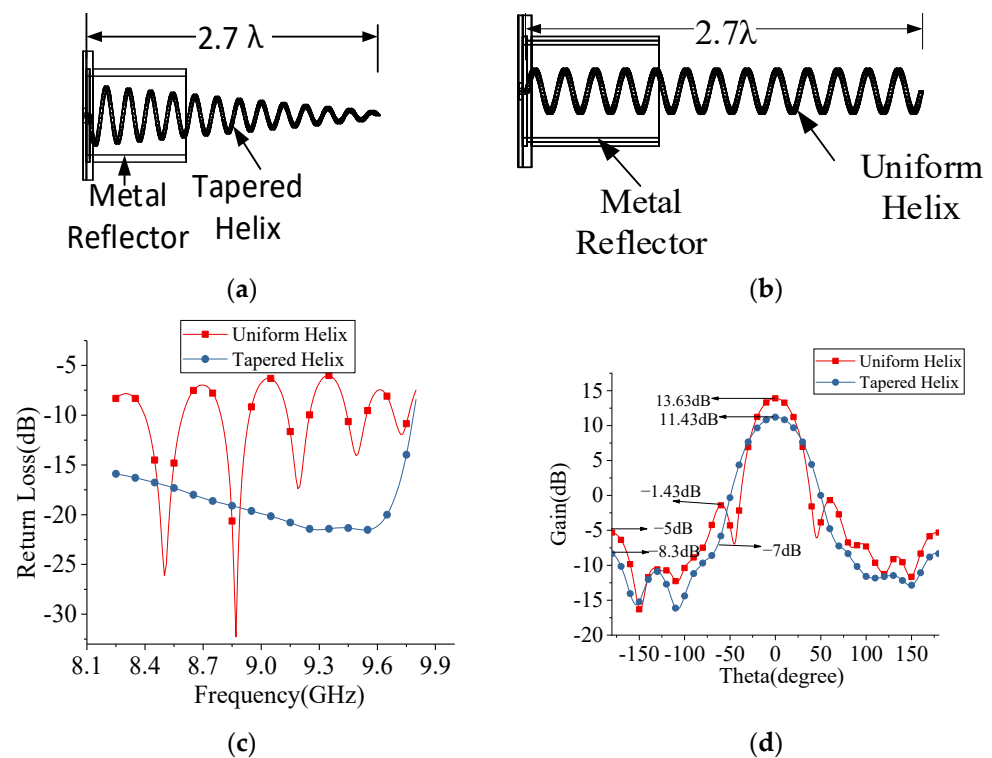 2.7 λ
Metal
Reflector
Tapered
Helix
(a)
2.7λ
Metal
Reflector
Uniform
Helix
(b)
Uniform Helix
Tapered Helix
Return Loss(dB)
-5
-10
-15
-20
-25
-30
8.1 8.4 8.7 9.0 9.3 9.6 9.9
Frequency(GHz)
(c)
Uniform Helix
Tapered Helix
Gain(dB)
15
10
5
0
-5
-10
-15
-20
13.63dB
11.43dB
−1.43dB
−5dB
−8.3dB
−7dB
-150 -100 -50 0 50 100 150
Theta(degree)
(d)